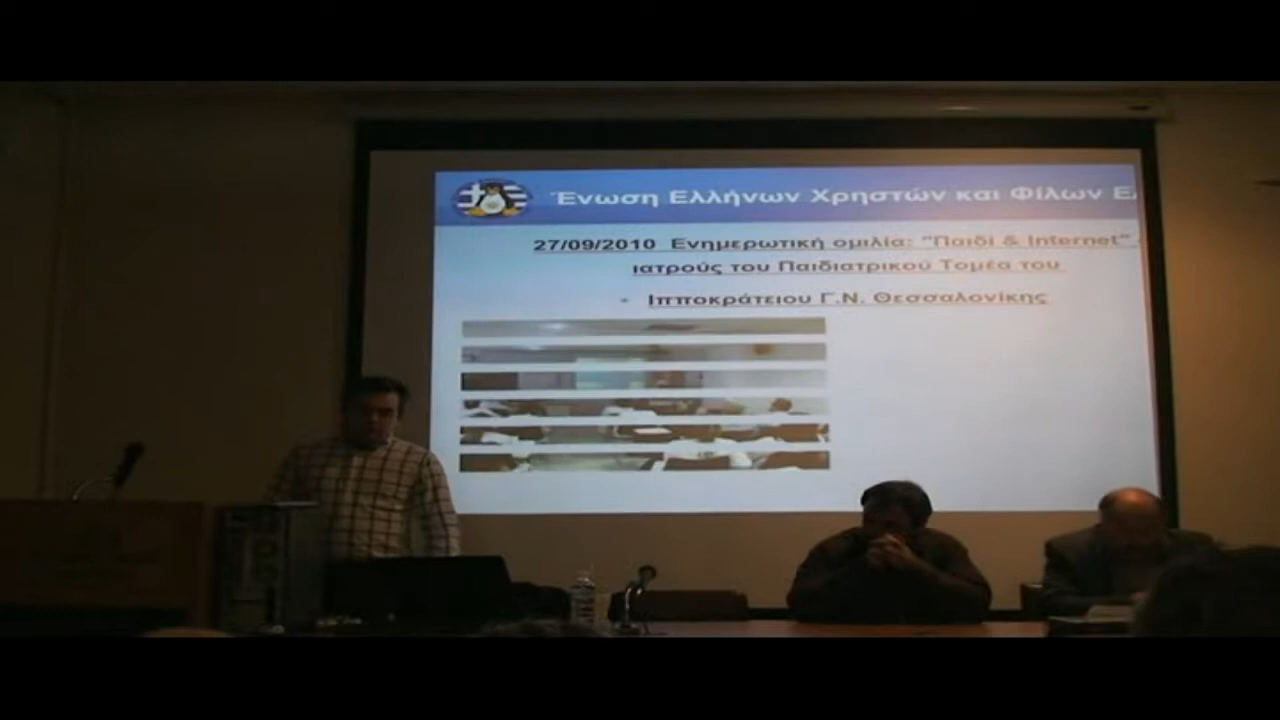 Ένωση Ελλήνων Χρηστών και Φίλων
27/09/2010 Ενημερωτική ομιλία: "Παιδί & Internet"
ιατρούς του Παιδιατρικού Τομέα του
Ιπποκράτειου Γ.Ν. Θεσσαλονίκης